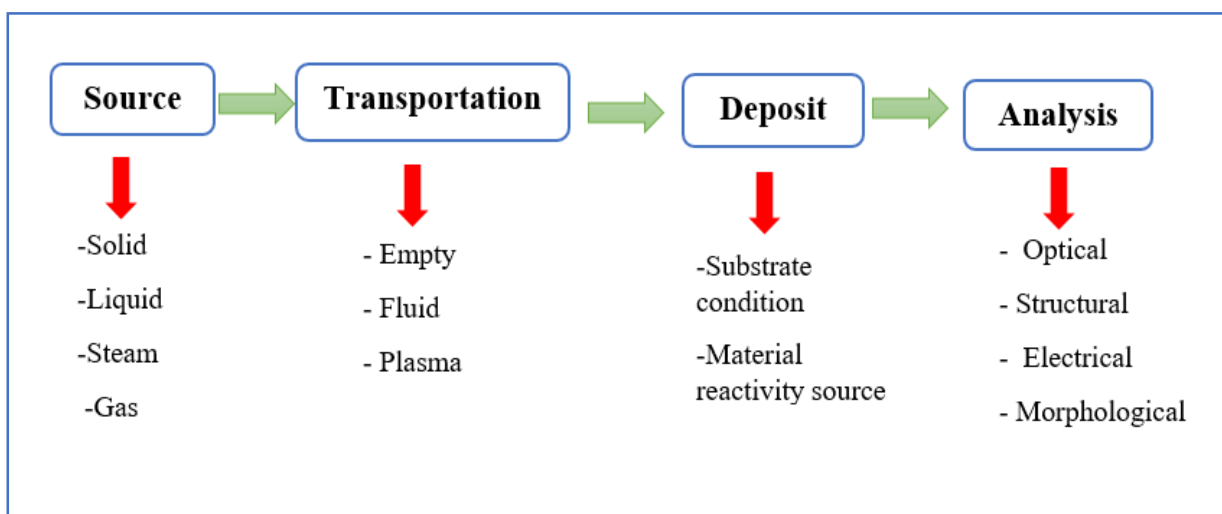 Source
Transportation
Deposit
Analysis
-Solid
-Liquid
-Steam
-Gas
- Empty
- Fluid
- Plasma
-Substrate
condition
-Material
reactivity source
- Optical
- Structural
- Electrical
- Morphological